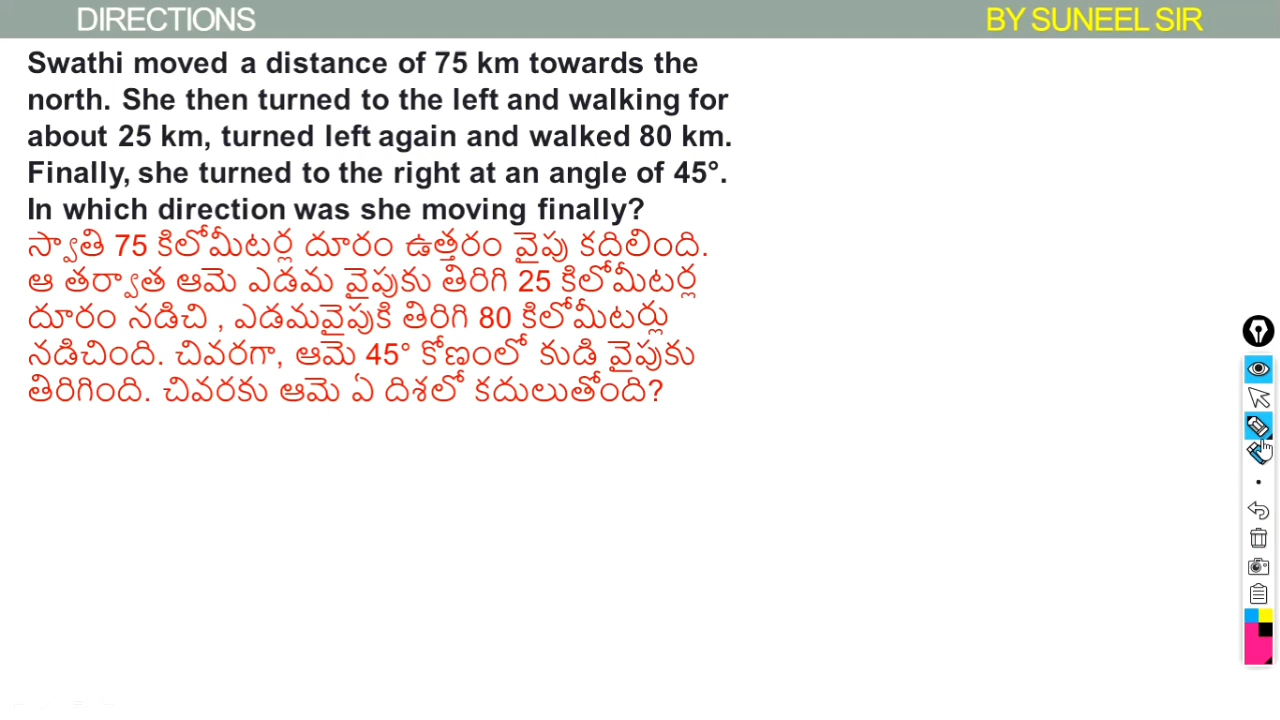 DIRECTIONS
BY SUNEEL SIR
Swathi moved a distance of 75 km towards the
north. She then turned to the left and walking for
about 25 km, turned left again and walked 80 km.
Finally, she turned to the right at an angle of 45°.
In which direction was she moving finally?
స్వాతి 75 కిలోమీటర్ల దూరం ఉత్తరం వైపు కదిలింది.
ఆ తర్వాత ఆమె ఎడమ వైపుకు తిరిగి 25 కిలోమీటర్ల
దూరం నడిచి , ఎడమవైపుకి తిరిగి 80 కిలోమీటర్లు
నడిచింది. చివరగా, ఆమె 45° కోణంలో కుడి వైపుకు
తిరిగింది. చివరకు ఆమె ఏ దిశలో కదులుతోంది?